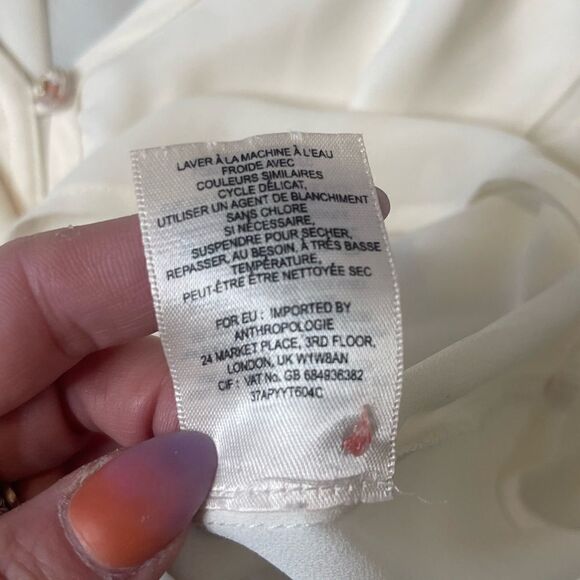 LAVER À LA MACHINE À L'EAU
FROIDE AVEC
COULEURS SIMILAIRES
CYCLE DÉLICAT,
UTILISER UN AGENT DE BLANCHIMENT
SANS CHLORE
SI NÉCESSAIRE,
SUSPENDRE POUR SÉCHER,
REPASSER, AU BESOIN, À TRÈS BASSE
TEMPÉRATURE,
PEUT-ÊTRE ÊTRE NETTOYÉE SEC
FOR EU : IMPORTED BY
ANTHROPOLOGIE
24 MARKET PLACE, 3RD FLOOR,
LONDON, UK W1W8AN
CIF : VAT No. GB 684936382
37APYYT604C